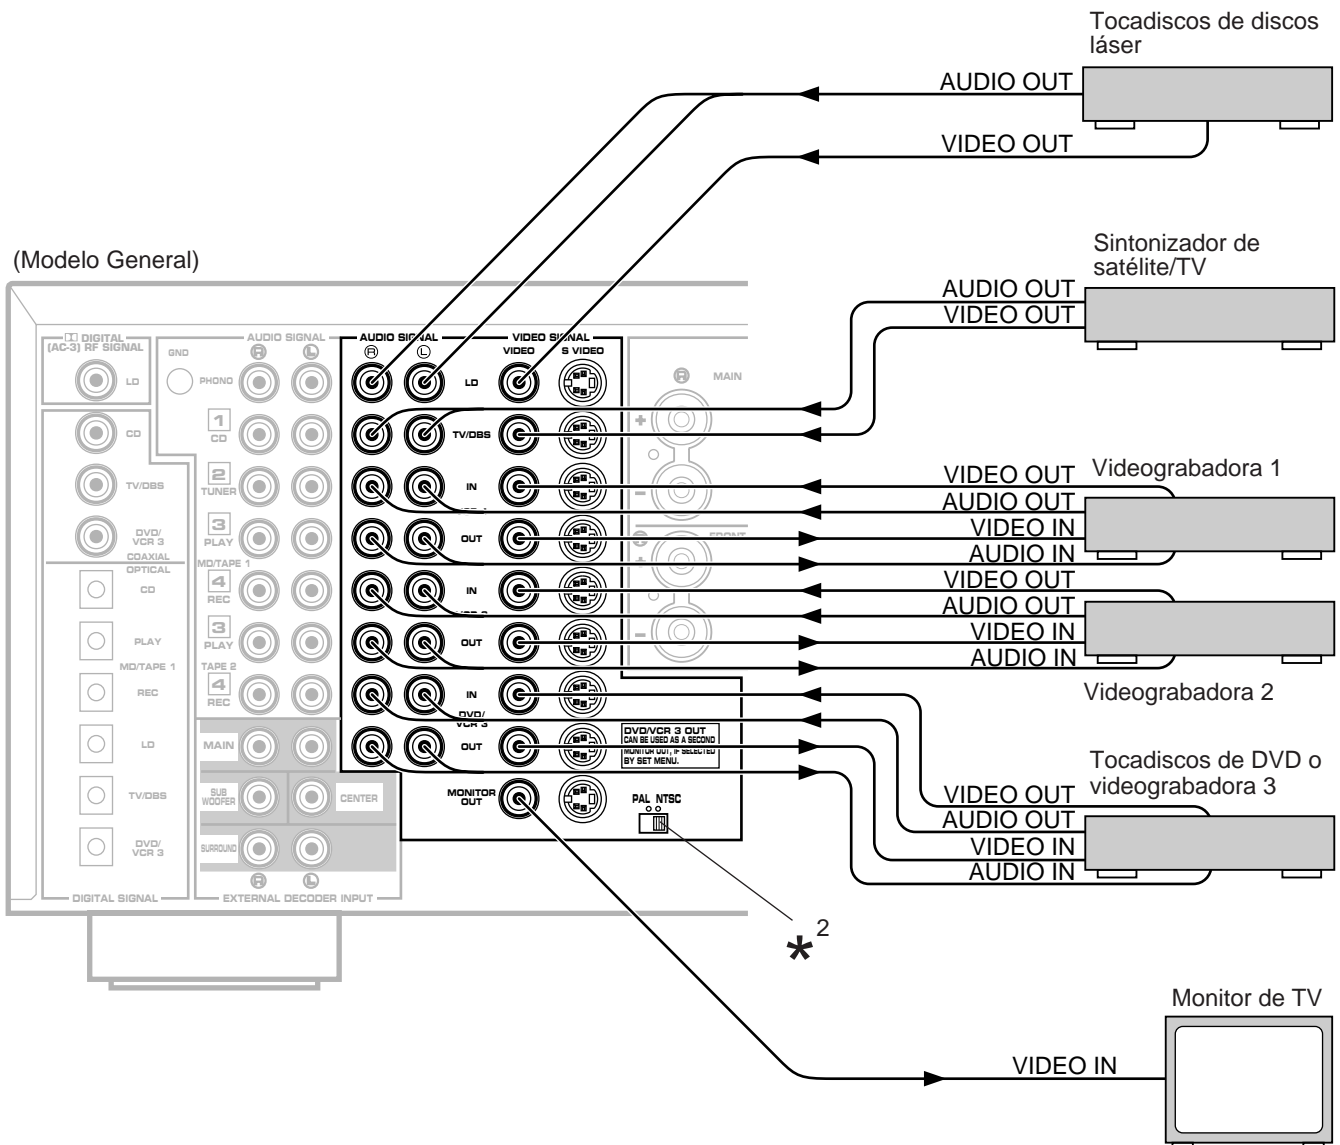 Tocadiscos de discos
láser
AUDIO OUT
VIDEO OUT
(Modelo General)
Sintonizador de
satélite/TV
AUDIO OUT
VIDEO OUT
DIGITAL
(AC-3) RF SIGNAL
LD
CD
TV/DBS
DVD/
VCR 3
COAXIAL
OPTICAL
CD
PLAY
MD/TAPE 1
REC
LD
TV/DBS
DVD/
VCR 3
DIGITAL SIGNAL
AUDIO SIGNAL
GND
R
L
PHONO
1
CD
2
TUNER
3
PLAY
MD/TAPE 1
4
REC
3
PLAY
TAPE 2
4
REC
MAIN
SUB
WOOFER
CENTER
SURROUND
R
L
EXTERNAL DECODER INPUT
AUDIO SIGNAL
R
L
VIDEO SIGNAL
VIDEO
S VIDEO
LD
TV/DBS
IN
OUT
IN
OUT
IN
DVD/
VCR 3
OUT
MONITOR
OUT
DVD/VCR 3 OUT
CAN BE USED AS A SECOND
MONITOR OUT, IF SELECTED
BY SET MENU.
PAL NTSC
R
MAIN
+
–
FRONT
+
–
*2
Videograbadora 1
VIDEO OUT
AUDIO OUT
VIDEO IN
AUDIO IN
VIDEO OUT
AUDIO OUT
VIDEO IN
AUDIO IN
Videograbadora 2
Tocadiscos de DVD o
videograbadora 3
VIDEO OUT
AUDIO OUT
VIDEO IN
AUDIO IN
Monitor de TV
VIDEO IN